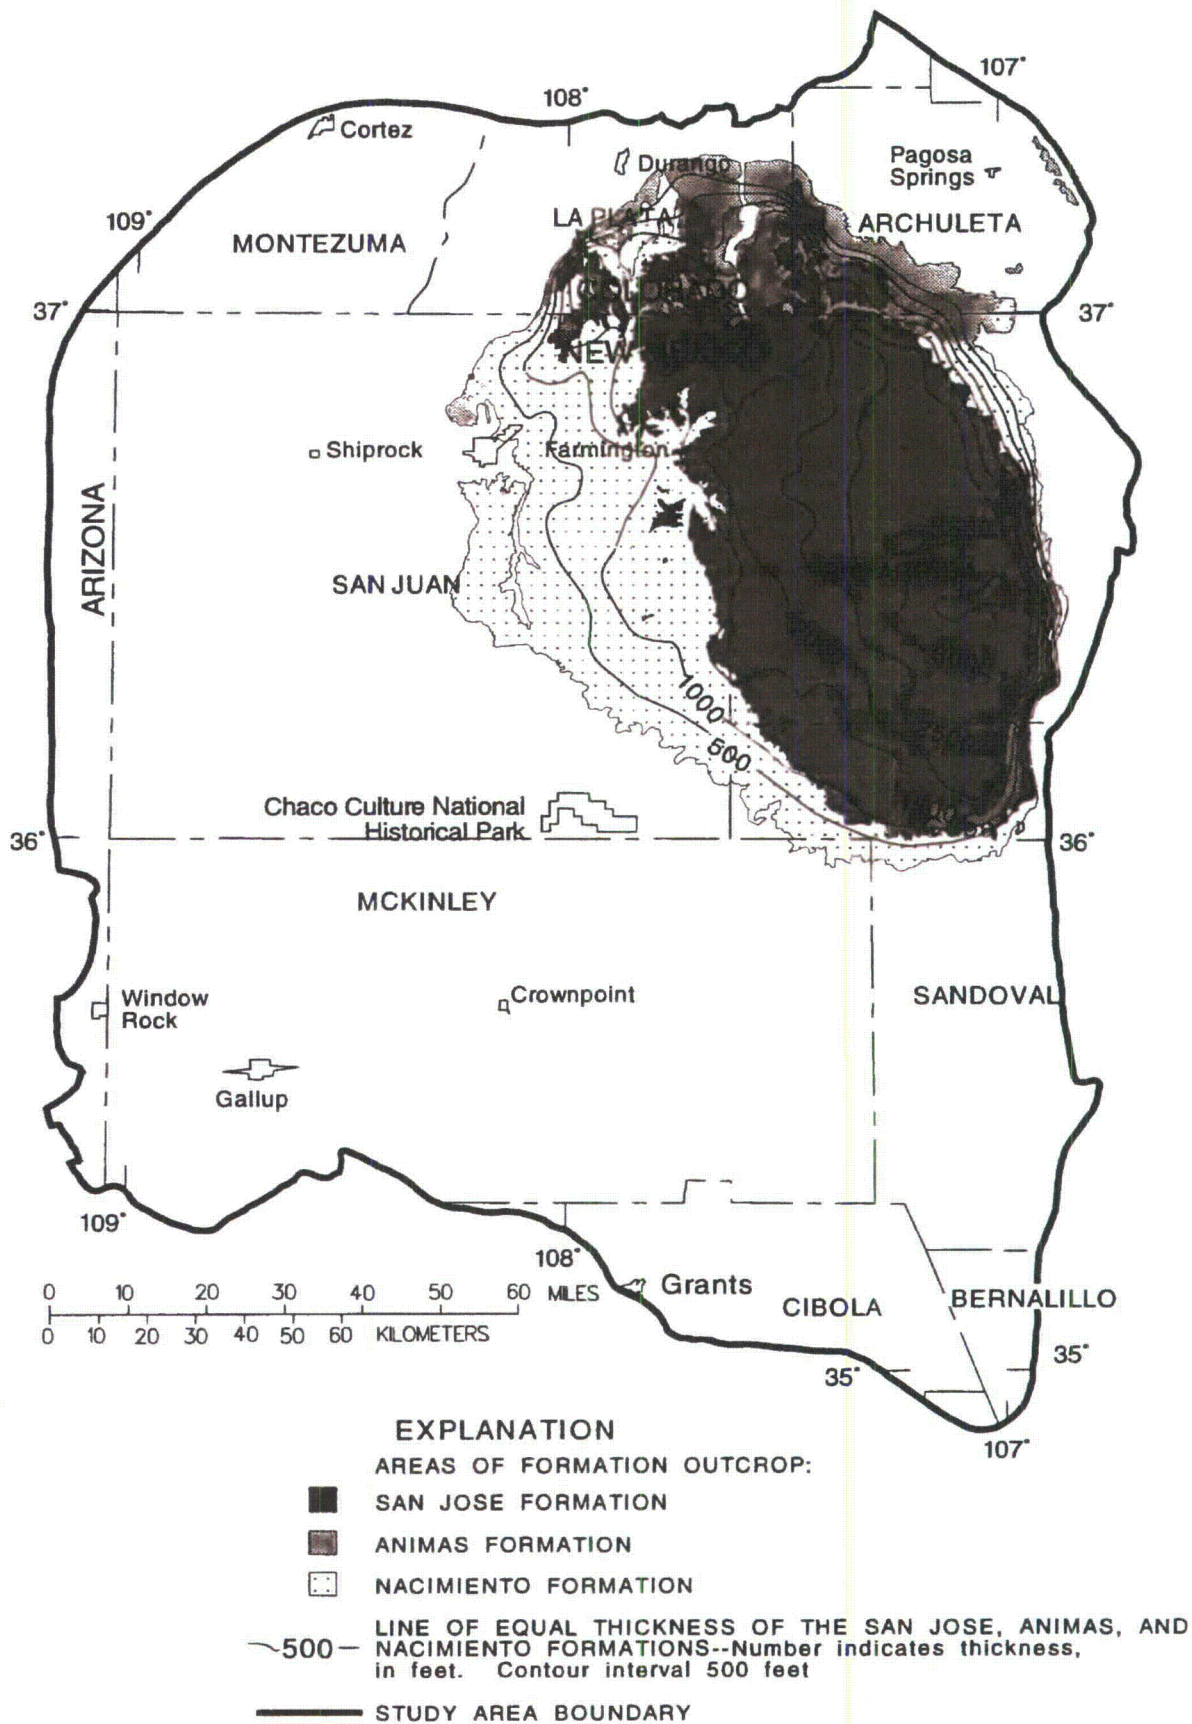 107°
108°
Cortez
Durango
Pagosa
Springs
109°
LA PLATA
ARCHULETA
MONTEZUMA
COLORADO
37°
37°
NEW MEXICO
Shiprock
Farmington
ARIZONA
SAN JUAN
1000
500
Chaco Culture National
Historical Park
36°
36°
MCKINLEY
Window
Rock
Crownpoint
SANDOVAL
Gallup
109°
108°
Grants
CIBOLA
BERNALILLO
0 10 20 30 40 50 60 MILES
0 10 20 30 40 50 60 KILOMETERS
35°
35°
107°
EXPLANATION
AREAS OF FORMATION OUTCROP:
SAN JOSE FORMATION
ANIMAS FORMATION
NACIMIENTO FORMATION
LINE OF EQUAL THICKNESS OF THE SAN JOSE, ANIMAS, AND
500 NACIMIENTO FORMATIONS--Number indicates thickness,
in feet. Contour interval 500 feet
STUDY AREA BOUNDARY